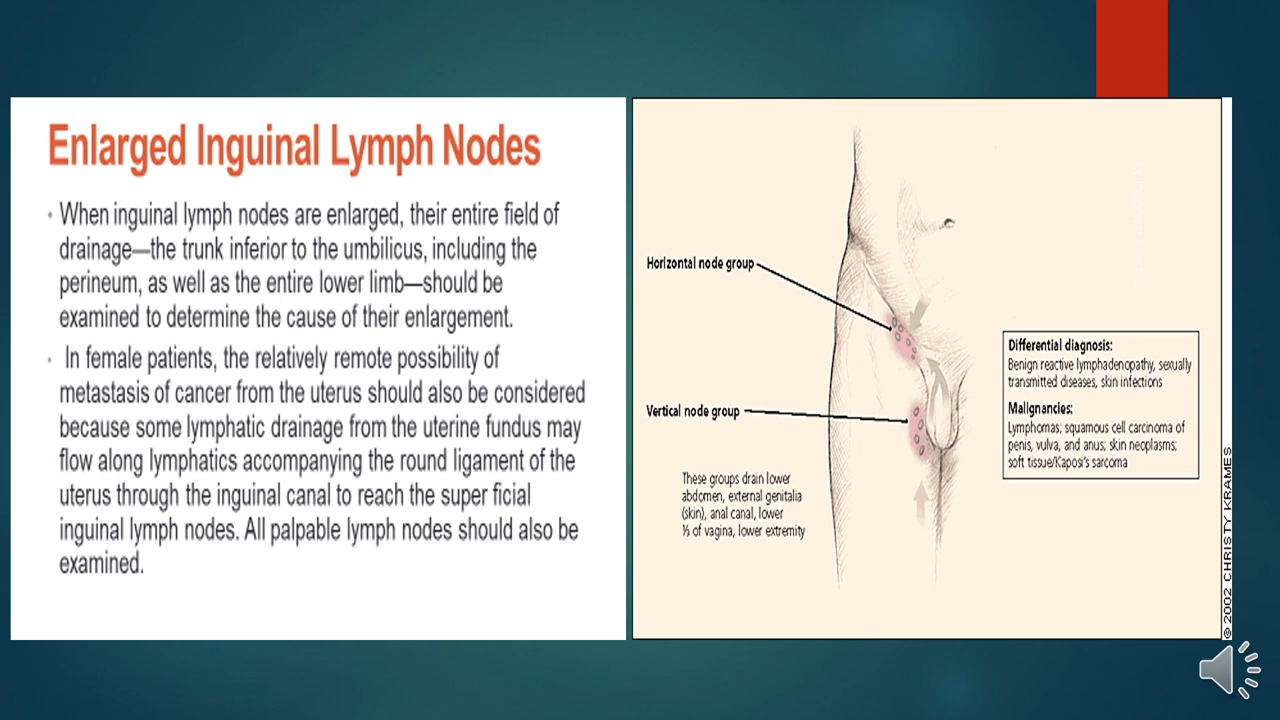 Enlarged Inguinal Lymph Nodes
• When inguinal lymph nodes are enlarged, their entire field of
drainage—the trunk inferior to the umbilicus, including the
perineum, as well as the entire lower limb—should be
examined to determine the cause of their enlargement.
• In female patients, the relatively remote possibility of
metastasis of cancer from the uterus should also be considered
because some lymphatic drainage from the uterine fundus may
flow along lymphatics accompanying the round ligament of the
uterus through the inguinal canal to reach the super ficial
inguinal lymph nodes. All palpable lymph nodes should also be
examined.
Horizontal node group
Vertical node group
These groups drain lower
abdomen, external genitalia
(skin), anal canal, lower
⅓ of vagina, lower extremity
Differential diagnosis:
Benign reactive lymphadenopathy, sexually
transmitted diseases, skin infections
Malignancies:
Lymphomas; squamous cell carcinoma of
penis, vulva, and anus; skin neoplasms;
soft tissue/Kaposi's sarcoma
© 2002 CHRISTY KRAMES